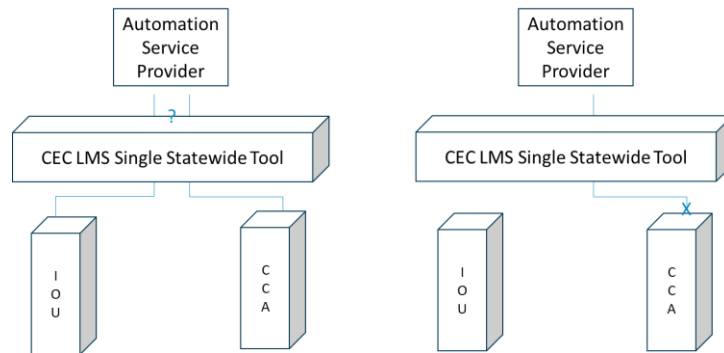 Automation
Service
Provider
?
CEC LMS Single Statewide Tool
I
O
U
C
C
A
Automation
Service
Provider
CEC LMS Single Statewide Tool
X
I
O
U
C
C
A